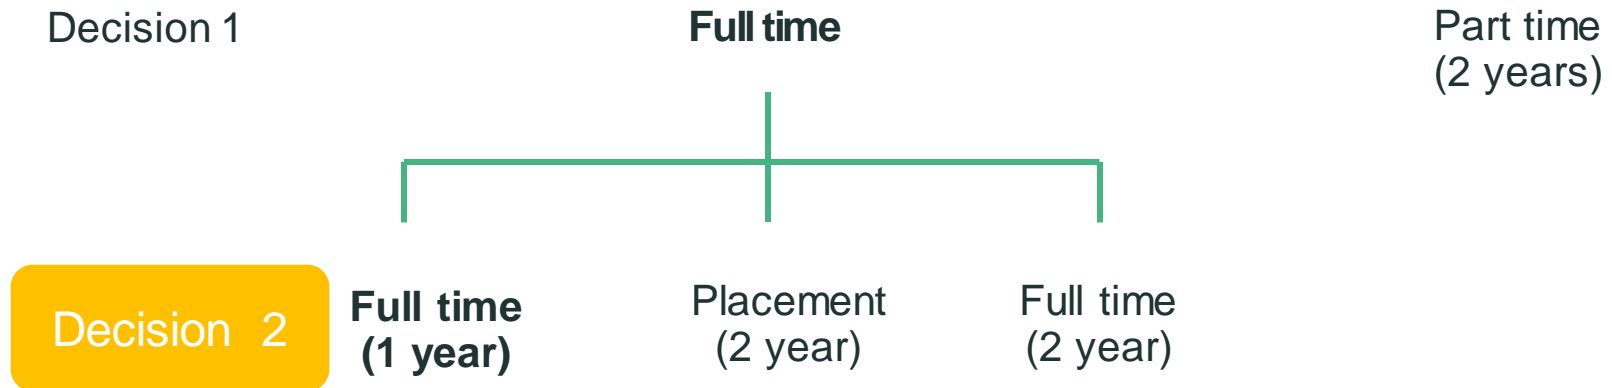 Decision 1
Full time
Part time
(2 years)
Decision 2
Full time
(1 year)
Placement
(2 year)
Full time
(2 year)